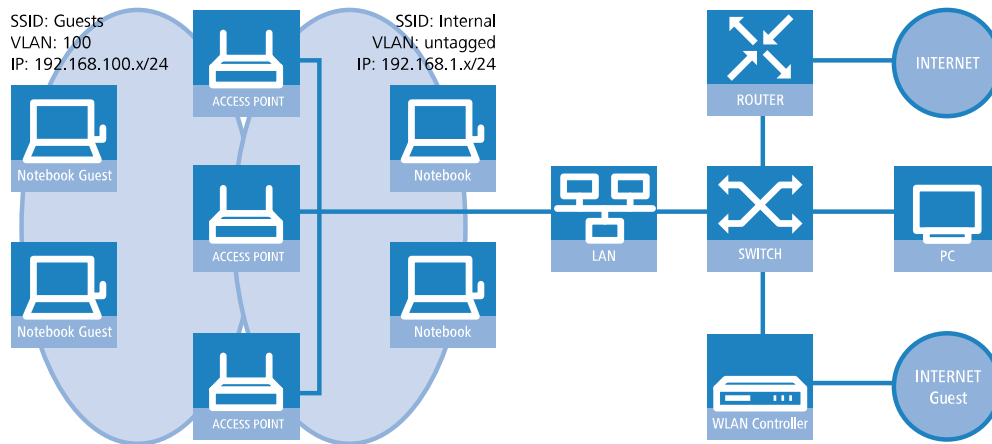 SSID: Guests
VLAN: 100
IP: 192.168.100.x/24
SSID: Internal
VLAN: untagged
IP: 192.168.1.x/24
ACCESS POINT
ROUTER
INTERNET
Notebook Guest
Notebook
ACCESS POINT
LAN
SWITCH
PC
Notebook Guest
Notebook
ACCESS POINT
WLAN Controller
INTERNET
Guest